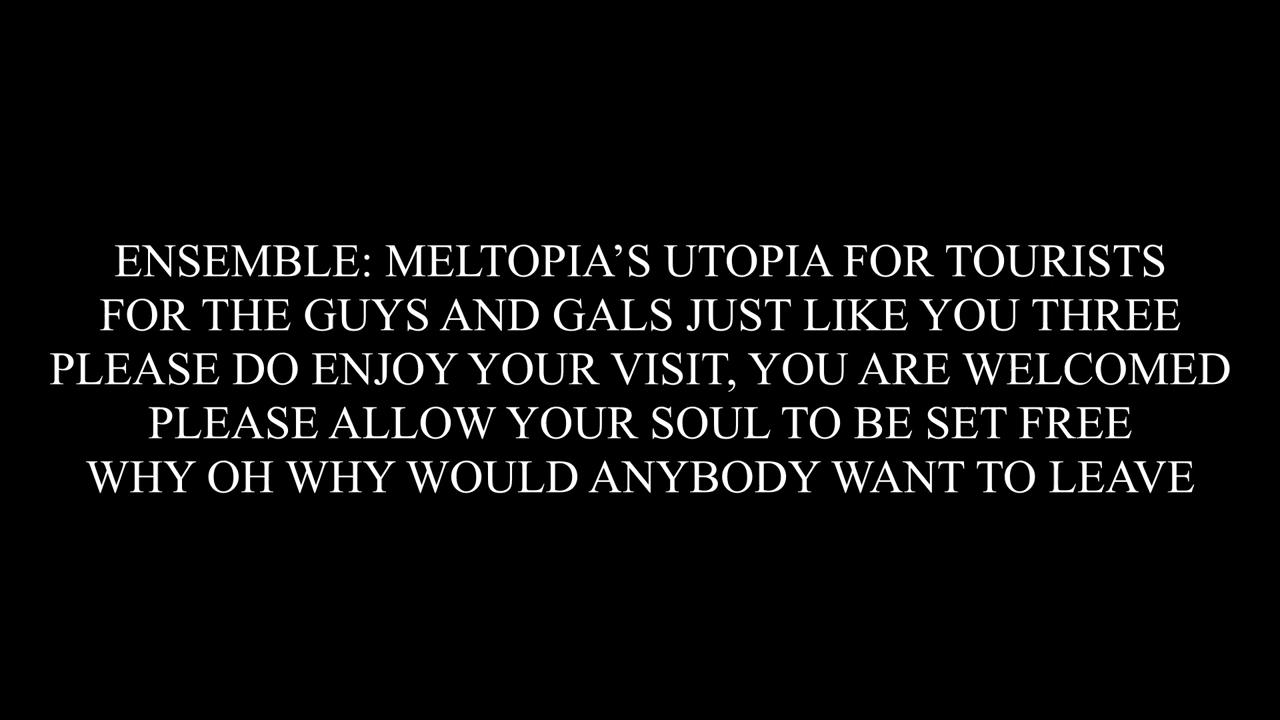 ENSEMBLE: MELTOPIA’S UTOPIA FOR TOURISTS
FOR THE GUYS AND GALS JUST LIKE YOU THREE
PLEASE DO ENJOY YOUR VISIT, YOU ARE WELCOMED
PLEASE ALLOW YOUR SOUL TO BE SET FREE
WHY OH WHY WOULD ANYBODY WANT TO LEAVE